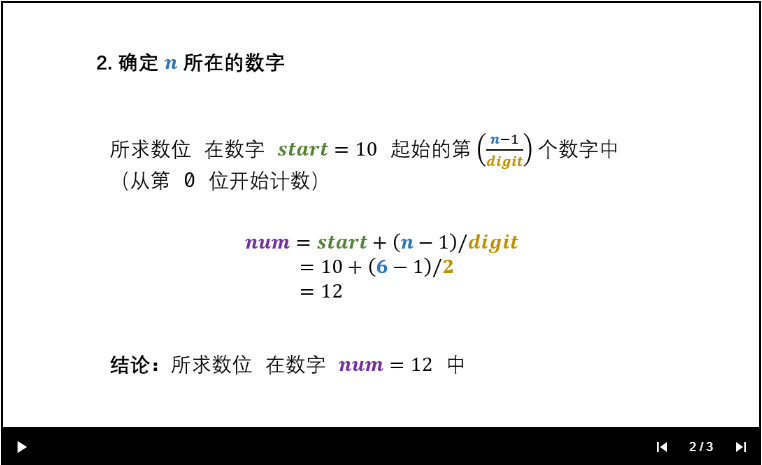 2. 确定 n 所在的数字
所求数位 在数字 start = 10 起始的第 ((n−1)/digit) 个数字中
（从第 0 位开始计数）
num = start + (n − 1)/digit
= 10 + (6 − 1)/2
= 12
结论：所求数位 在数字 num = 12 中
2 / 3